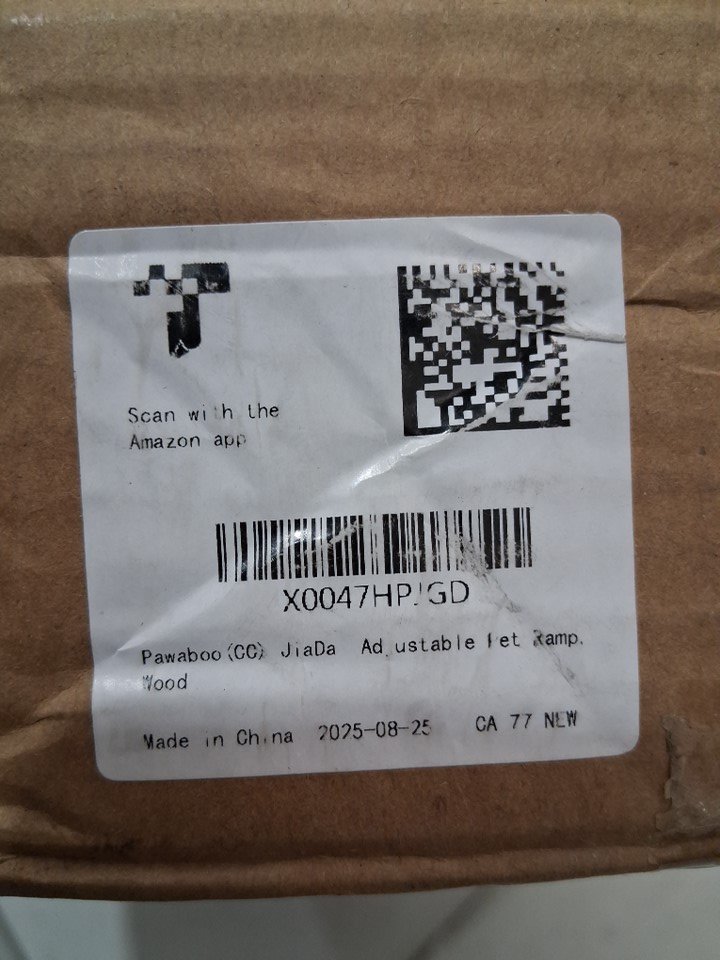 Scan with the
Amazon app
Pawaboo(CC) JiaDa Adjustable Pet Ramp,
Wood
Made in China 2025-08-25 CA 77 NEW